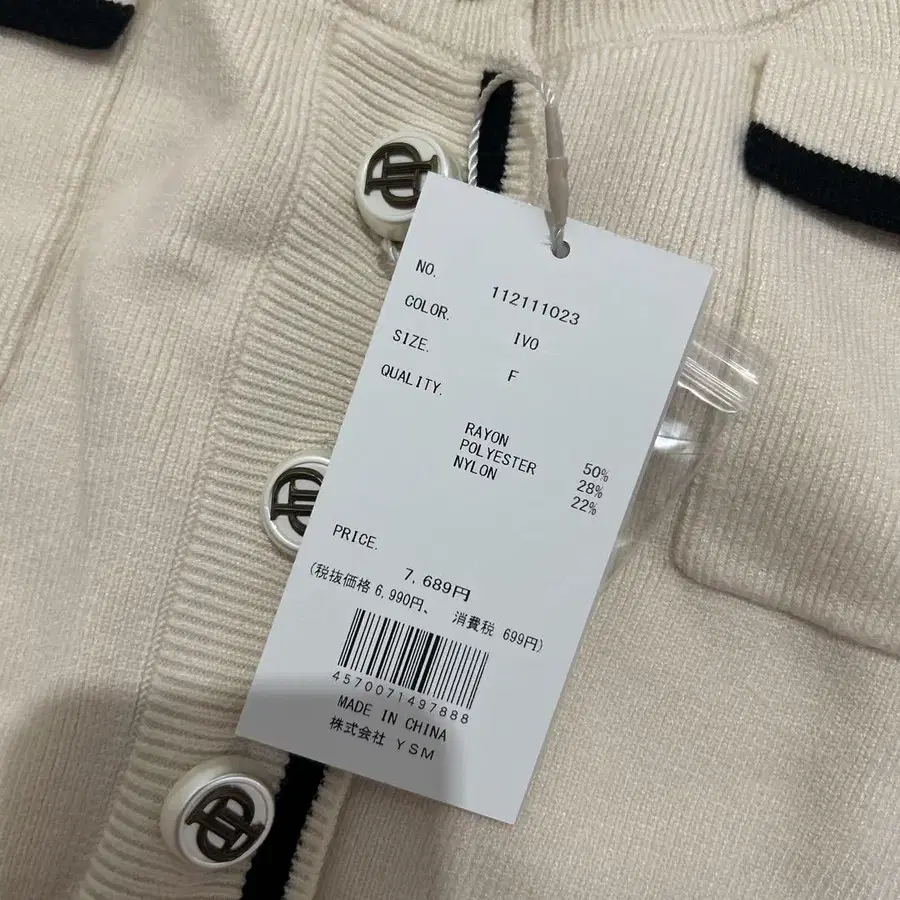 NO. 112111023
COLOR. IVO
SIZE. F
QUALITY.
RAYON 50%
POLYESTER 28%
NYLON 22%
PRICE.
7,689円
(税抜価格 6,990円、 消費税 699円)
4570071497888
MADE IN CHINA
株式会社 YSM